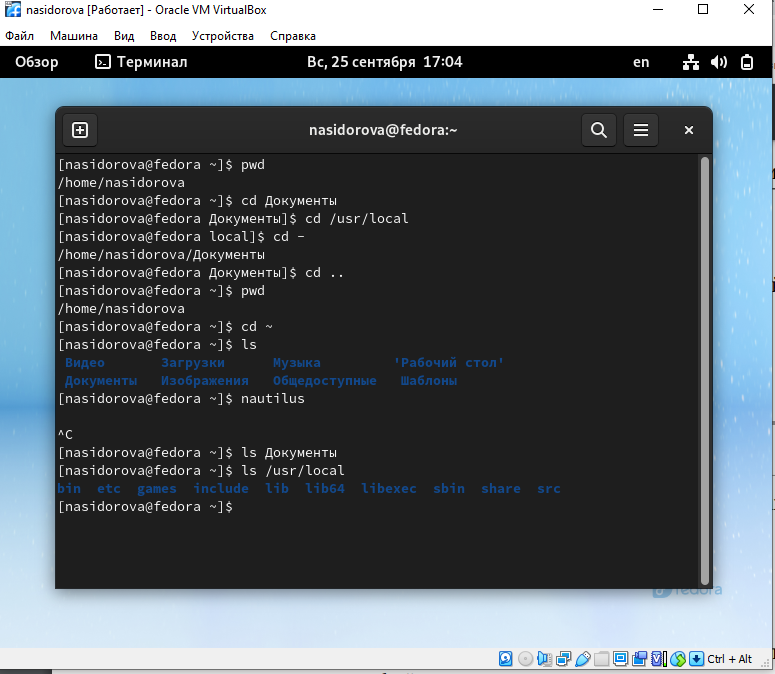 nasidorova [Работает] - Oracle VM VirtualBox
Файл Машина Вид Ввод Устройства Справка
Обзор Терминал Вс, 25 сентября 17:04 en
nasidorova@fedora:~
[nasidorova@fedora ~]$ pwd
/home/nasidorova
[nasidorova@fedora ~]$ cd Документы
[nasidorova@fedora Документы]$ cd /usr/local
[nasidorova@fedora local]$ cd -
/home/nasidorova/Документы
[nasidorova@fedora Документы]$ cd ..
[nasidorova@fedora ~]$ pwd
/home/nasidorova
[nasidorova@fedora ~]$ cd ~
[nasidorova@fedora ~]$ ls
Видео Загрузки Музыка 'Рабочий стол'
Документы Изображения Общедоступные Шаблоны
[nasidorova@fedora ~]$ nautilus
^C
[nasidorova@fedora ~]$ ls Документы
[nasidorova@fedora ~]$ ls /usr/local
bin etc games include lib lib64 libexec sbin share src
[nasidorova@fedora ~]$
fedora
Ctrl + Alt